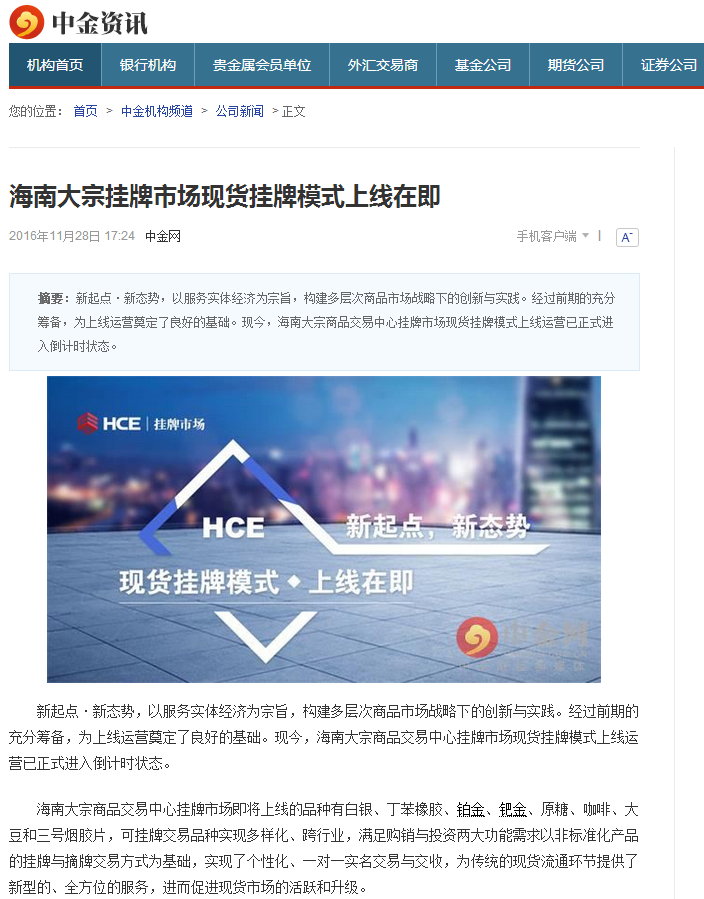 中金资讯
机构首页 银行机构 贵金属会员单位 外汇交易商 基金公司 期货公司 证券公司
您的位置： 首页 > 中金机构频道 > 公司新闻 > 正文
海南大宗挂牌市场现货挂牌模式上线在即
2016年11月28日 17:24 中金网 手机客户端 A-
摘要：新起点·新态势，以服务实体经济为宗旨，构建多层次商品市场战略下的创新与实践。经过前期的充分
筹备，为上线运营奠定了良好的基础。现今，海南大宗商品交易中心挂牌市场现货挂牌模式上线运营已正式进
入倒计时状态。
HCE 挂牌市场
HCE 新起点，新态势
现货挂牌模式◆上线在即
中金网
新起点·新态势，以服务实体经济为宗旨，构建多层次商品市场战略下的创新与实践。经过前期的
充分筹备，为上线运营奠定了良好的基础。现今，海南大宗商品交易中心挂牌市场现货挂牌模式上线运
营已正式进入倒计时状态。
海南大宗商品交易中心挂牌市场即将上线的品种有白银、丁苯橡胶、铂金、钯金、原糖、咖啡、大
豆和三号烟胶片，可挂牌交易品种实现多样化、跨行业，满足购销与投资两大功能需求以非标准化产品
的挂牌与摘牌交易方式为基础，实现了个性化、一对一实名交易与交收，为传统的现货流通环节提供了
新型的、全方位的服务，进而促进现货市场的活跃和升级。